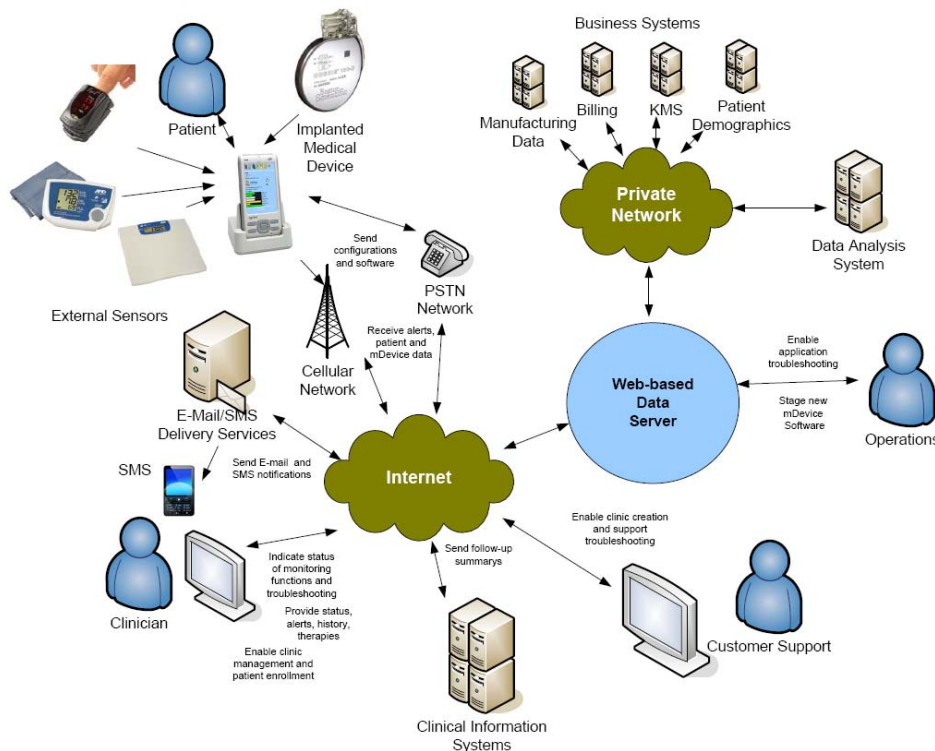 Business Systems
Patient
Implanted
Medical
Device
Manufacturing
Data
Billing
KMS
Patient
Demographics
Private
Network
Data Analysis
System
External Sensors
Send
configurations
and software
PSTN
Network
Receive alerts,
patient and
mDevice data
Cellular
Network
E-Mail/SMS
Delivery Services
Send E-mail and
SMS notifications
SMS
Internet
Web-based
Data
Server
Enable
application
troubleshooting
Stage new
mDevice
Software
Operations
Clinician
Indicate status
of monitoring
functions and
troubleshooting
Provide status,
alerts, history,
therapies
Enable clinic
management and
patient enrollment
Send follow-up
summarys
Clinical Information
Systems
Enable clinic creation
and support
troubleshooting
Customer Support